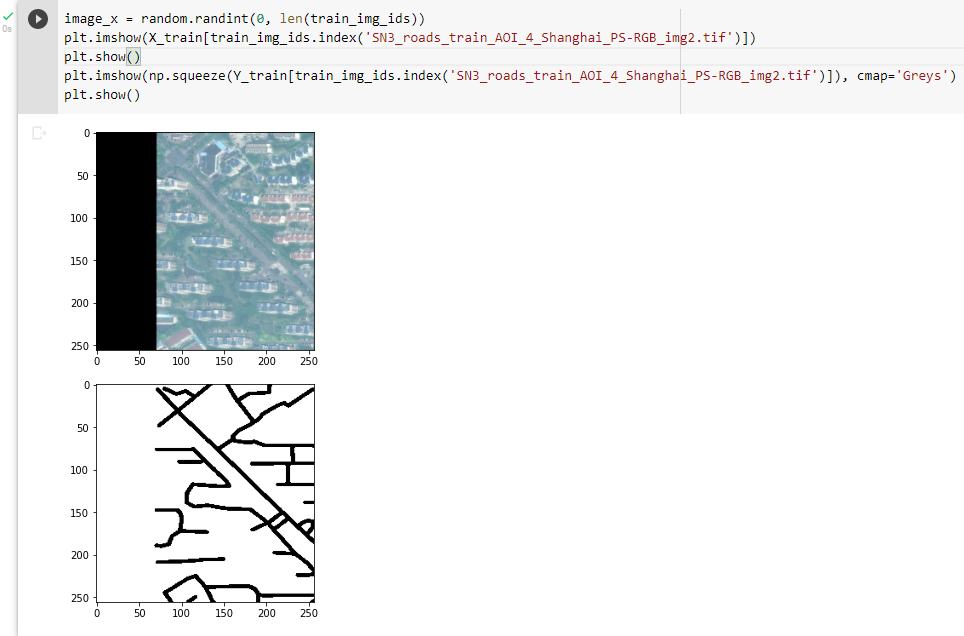 image_x = random.randint(0, len(train_img_ids))
plt.imshow(X_train[train_img_ids.index('SN3_roads_train_AOI_4_Shanghai_PS-RGB_img2.tif')])
plt.show()
plt.imshow(np.squeeze(Y_train[train_img_ids.index('SN3_roads_train_AOI_4_Shanghai_PS-RGB_img2.tif')]), cmap='Greys')
plt.show()
0s
0
50
100
150
200
250
0 50 100 150 200 250
0
50
100
150
200
250
0 50 100 150 200 250